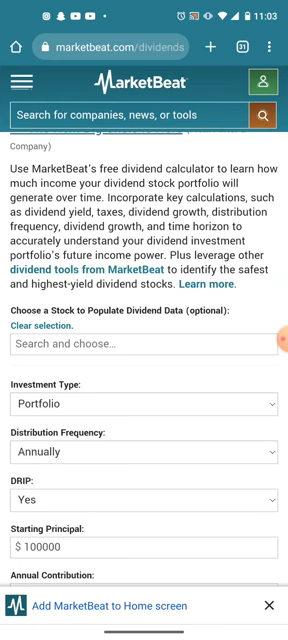 11:03
marketbeat.com/dividends
31
MARKETBEAT
Search for companies, news, or tools
Company)
Use MarketBeat's free dividend calculator to learn how
much income your dividend stock portfolio will
generate over time. Incorporate key calculations, such
as dividend yield, taxes, dividend growth, distribution
frequency, dividend growth, and time horizon to
accurately understand your dividend investment
portfolio's future income power. Plus leverage other
dividend tools from MarketBeat to identify the safest
and highest-yield dividend stocks. Learn more.
Choose a Stock to Populate Dividend Data (optional):
Clear selection.
Search and choose...
Investment Type:
Portfolio
Distribution Frequency:
Annually
DRIP:
Yes
Starting Principal:
$ 100000
Annual Contribution:
Add MarketBeat to Home screen